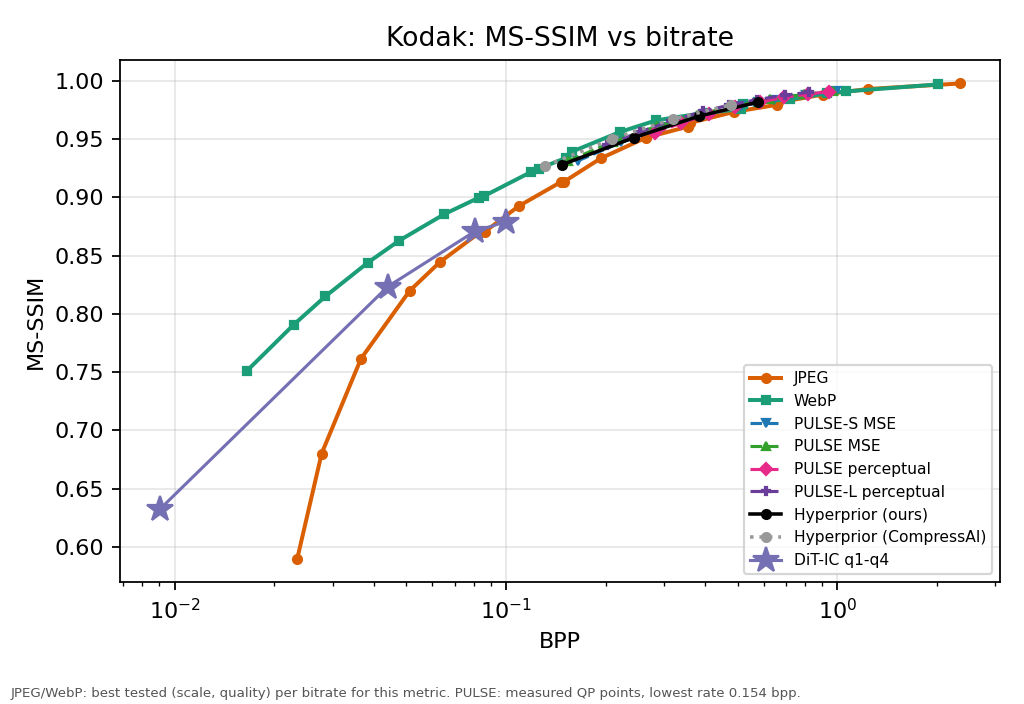 Kodak: MS-SSIM vs bitrate
MS-SSIM
1.00
0.95
0.90
0.85
0.80
0.75
0.70
0.65
0.60
JPEG
WebP
PULSE-S MSE
PULSE MSE
PULSE perceptual
PULSE-L perceptual
Hyperprior (ours)
Hyperprior (CompressAI)
DiT-IC q1-q4
10⁻² 10⁻¹ 10⁰
BPP
JPEG/WebP: best tested (scale, quality) per bitrate for this metric. PULSE: measured QP points, lowest rate 0.154 bpp.